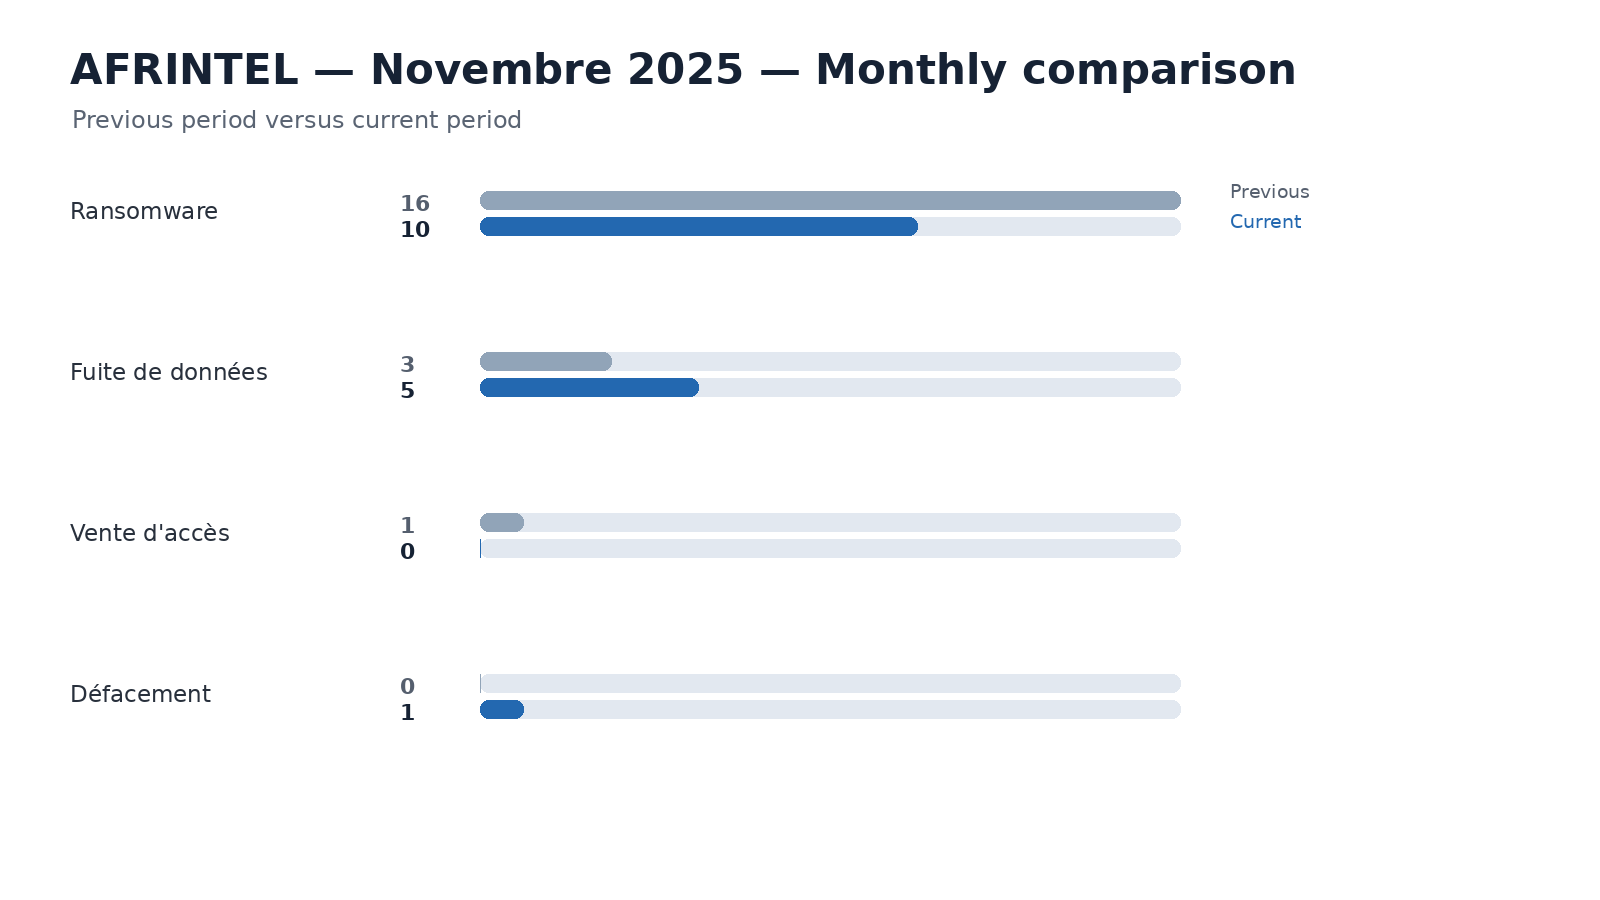 AFRINTEL — Novembre 2025 — Monthly comparison
Previous period versus current period
Ransomware
16
10
Previous
Current
Fuite de données
3
5
Vente d'accès
1
0
Défacement
0
1